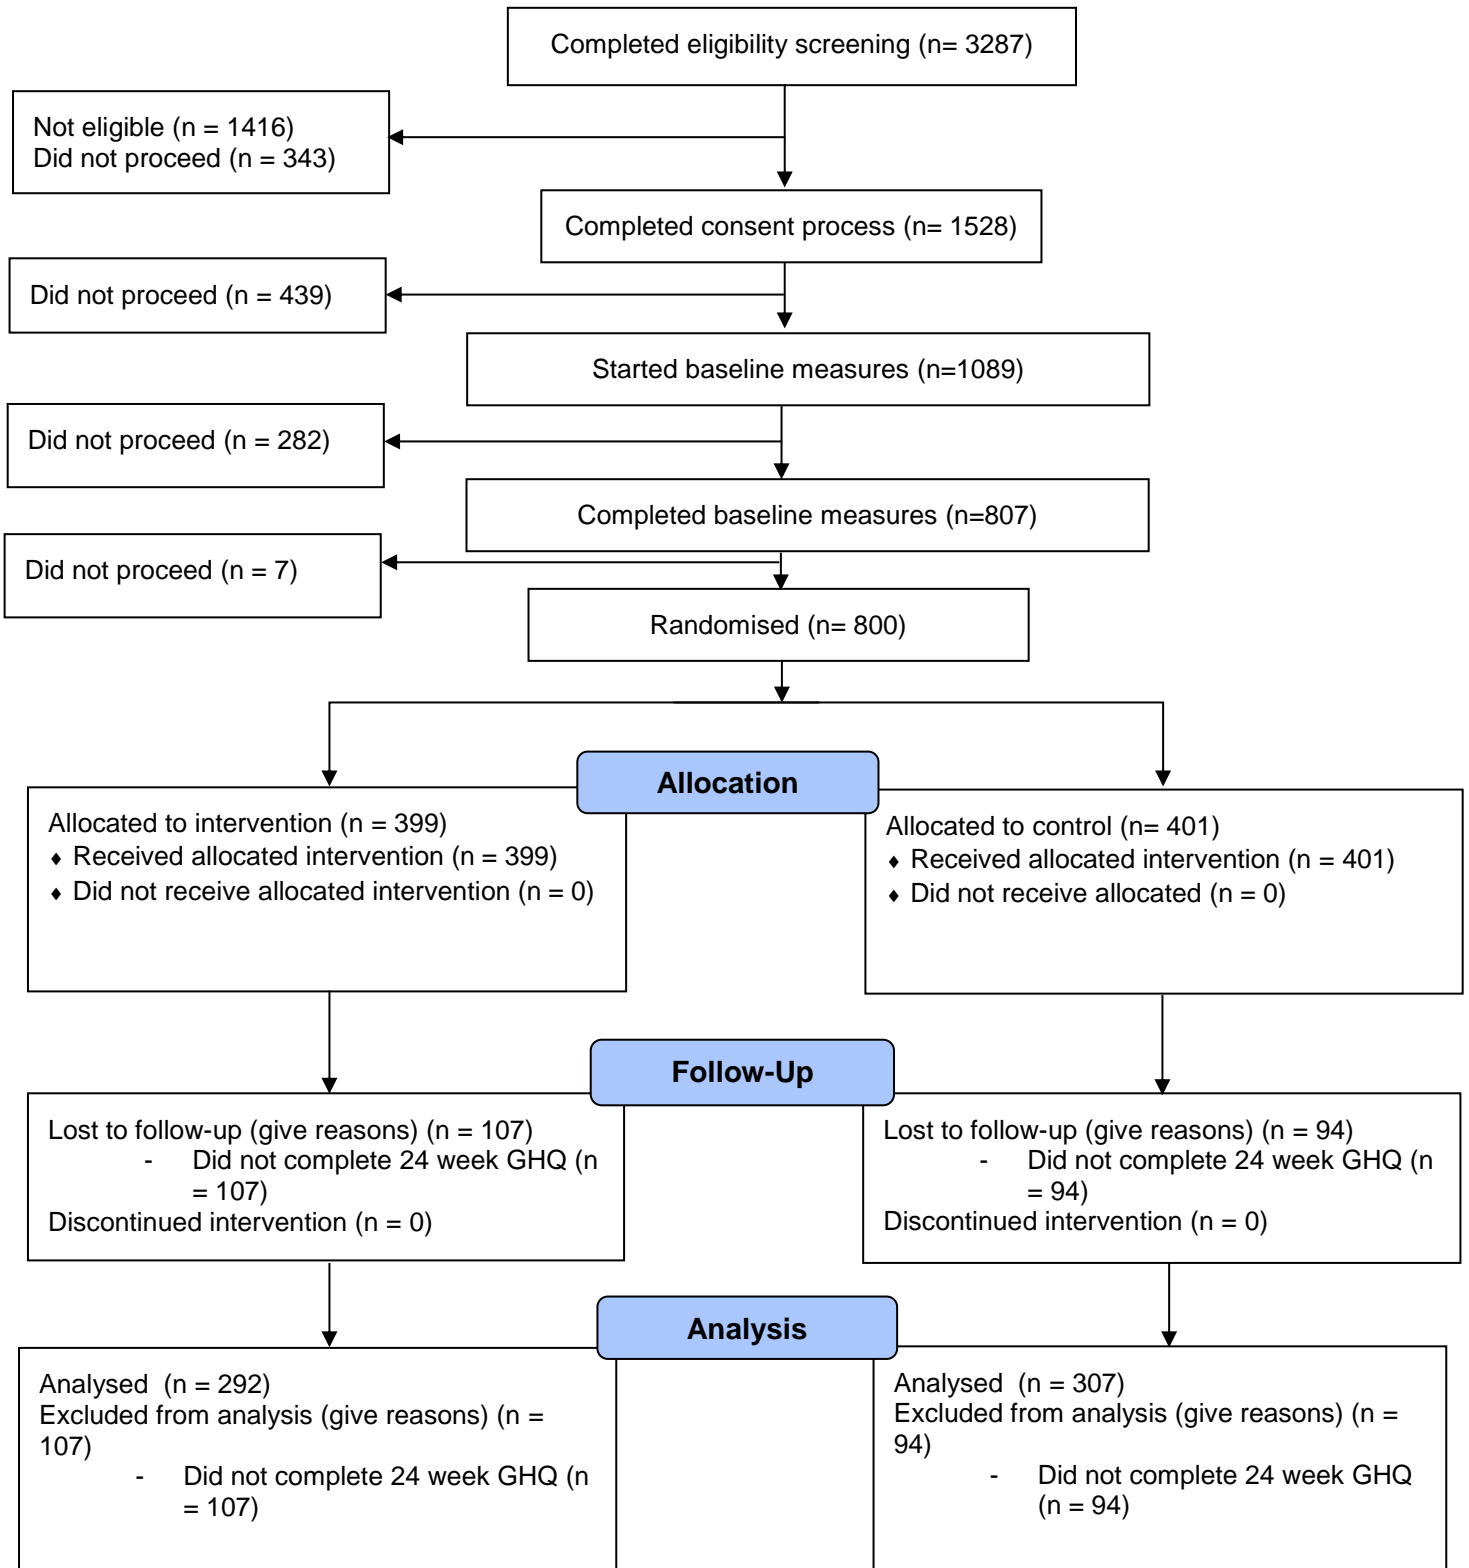 Completed eligibility screening (n= 3287)
Not eligible (n = 1416)
Did not proceed (n = 343)
Completed consent process (n= 1528)
Did not proceed (n = 439)
Started baseline measures (n=1089)
Did not proceed (n = 282)
Completed baseline measures (n=807)
Did not proceed (n = 7)
Randomised (n= 800)
Allocation
Allocated to intervention (n = 399)
♦ Received allocated intervention (n = 399)
♦ Did not receive allocated intervention (n = 0)
Allocated to control (n= 401)
♦ Received allocated intervention (n = 401)
♦ Did not receive allocated (n = 0)
Follow-Up
Lost to follow-up (give reasons) (n = 107)
- Did not complete 24 week GHQ (n
= 107)
Discontinued intervention (n = 0)
Lost to follow-up (give reasons) (n = 94)
- Did not complete 24 week GHQ (n
= 94)
Discontinued intervention (n = 0)
Analysis
Analysed  (n = 292)
Excluded from analysis (give reasons) (n =
107)
- Did not complete 24 week GHQ (n
= 107)
Analysed  (n = 307)
Excluded from analysis (give reasons) (n =
94)
- Did not complete 24 week GHQ
(n = 94)